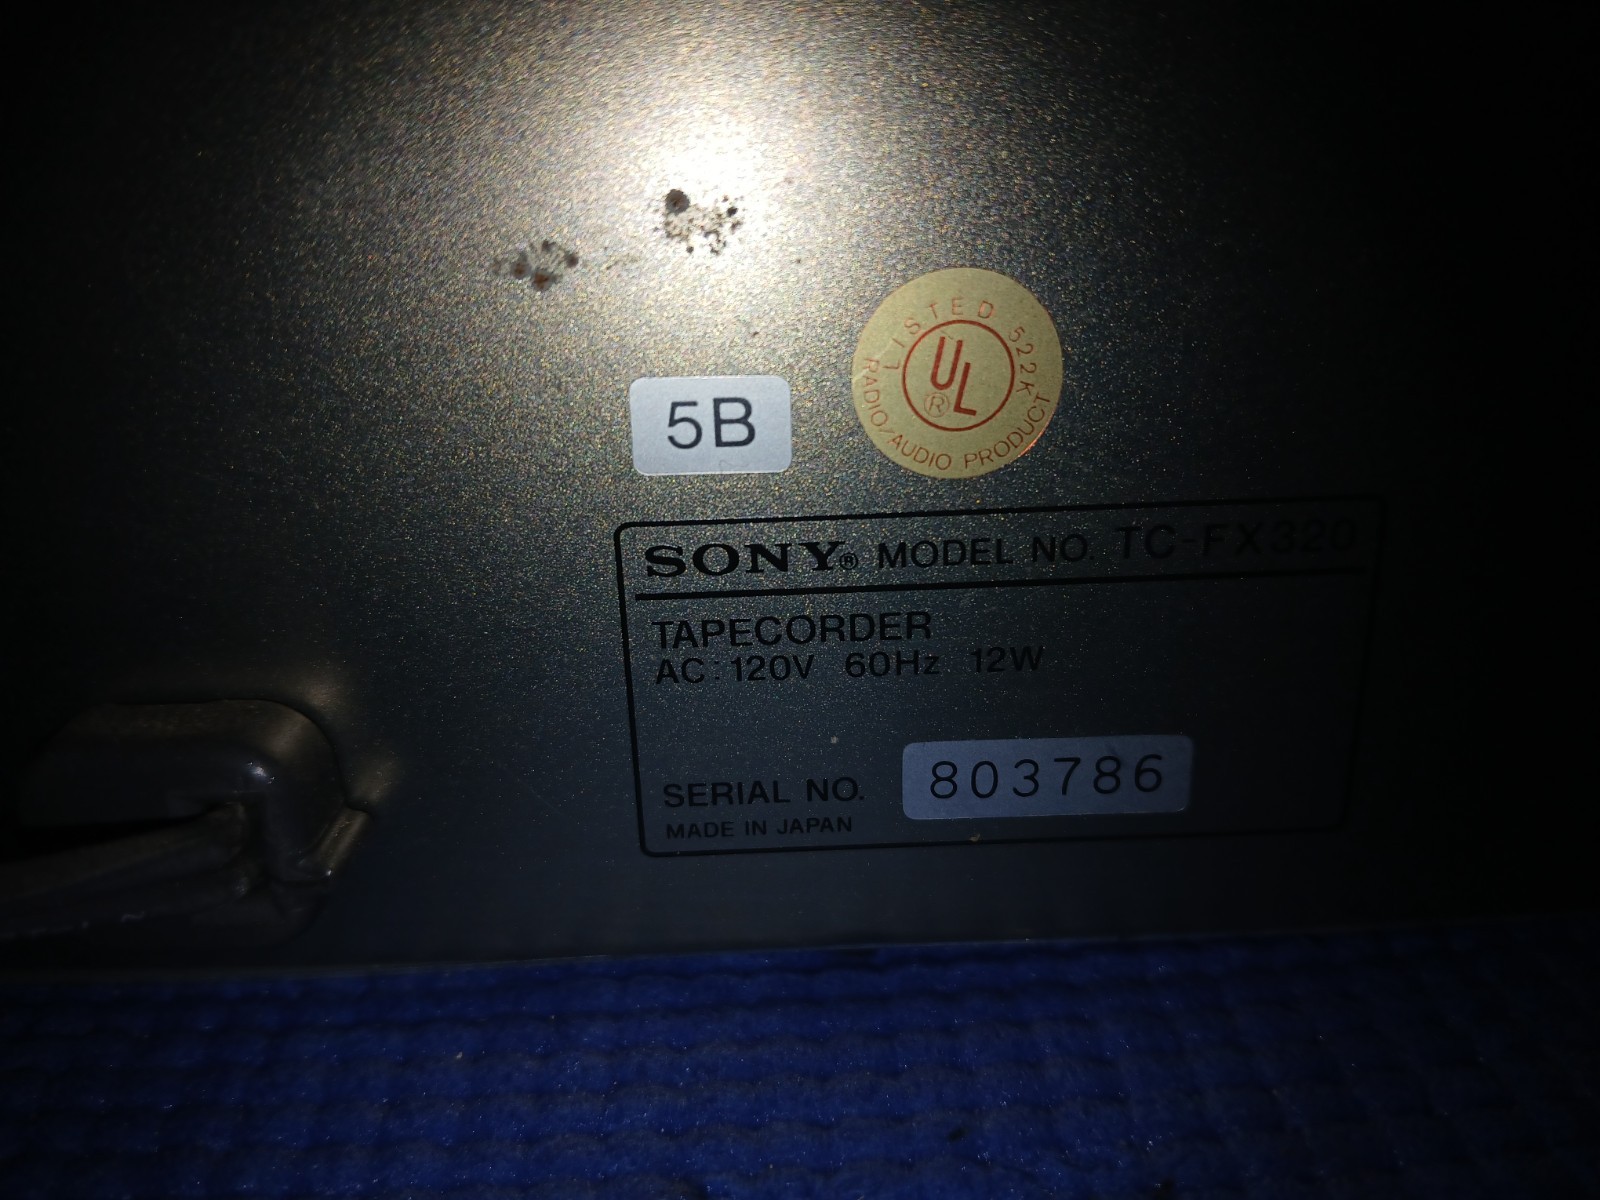 LISTED 522K
UL®
RADIO/AUDIO PRODUCT
5B
SONY® MODEL NO. TC-FX320
TAPECORDER
AC: 120V 60Hz 12W
SERIAL NO. 803786
MADE IN JAPAN